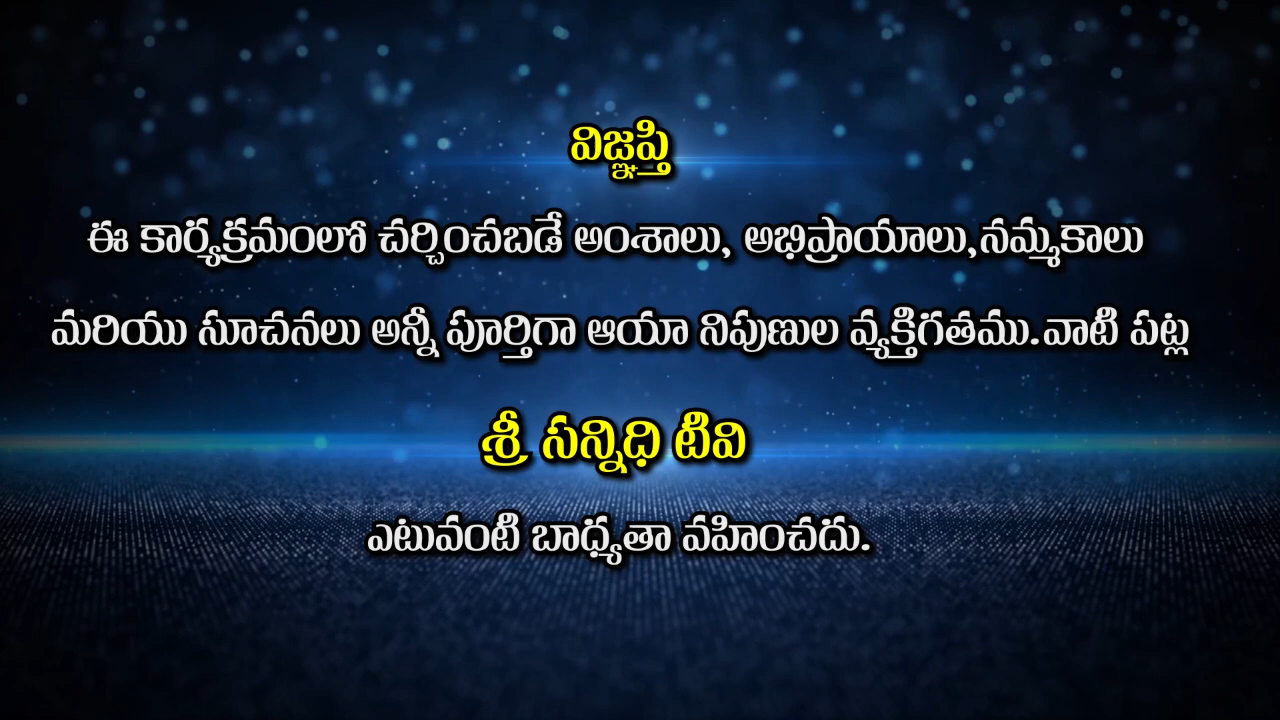 విజ్ఞప్తి
ఈ కార్యక్రమంలో చర్చించబడే అంశాలు, అభిప్రాయాలు,నమ్మకాలు
మరియు సూచనలు అన్నీ పూర్తిగా ఆయా నిపుణుల వ్యక్తిగతము.వాటి పట్ల
శ్రీ సన్నిధి టివి
ఎటువంటి బాధ్యతా వహించదు.